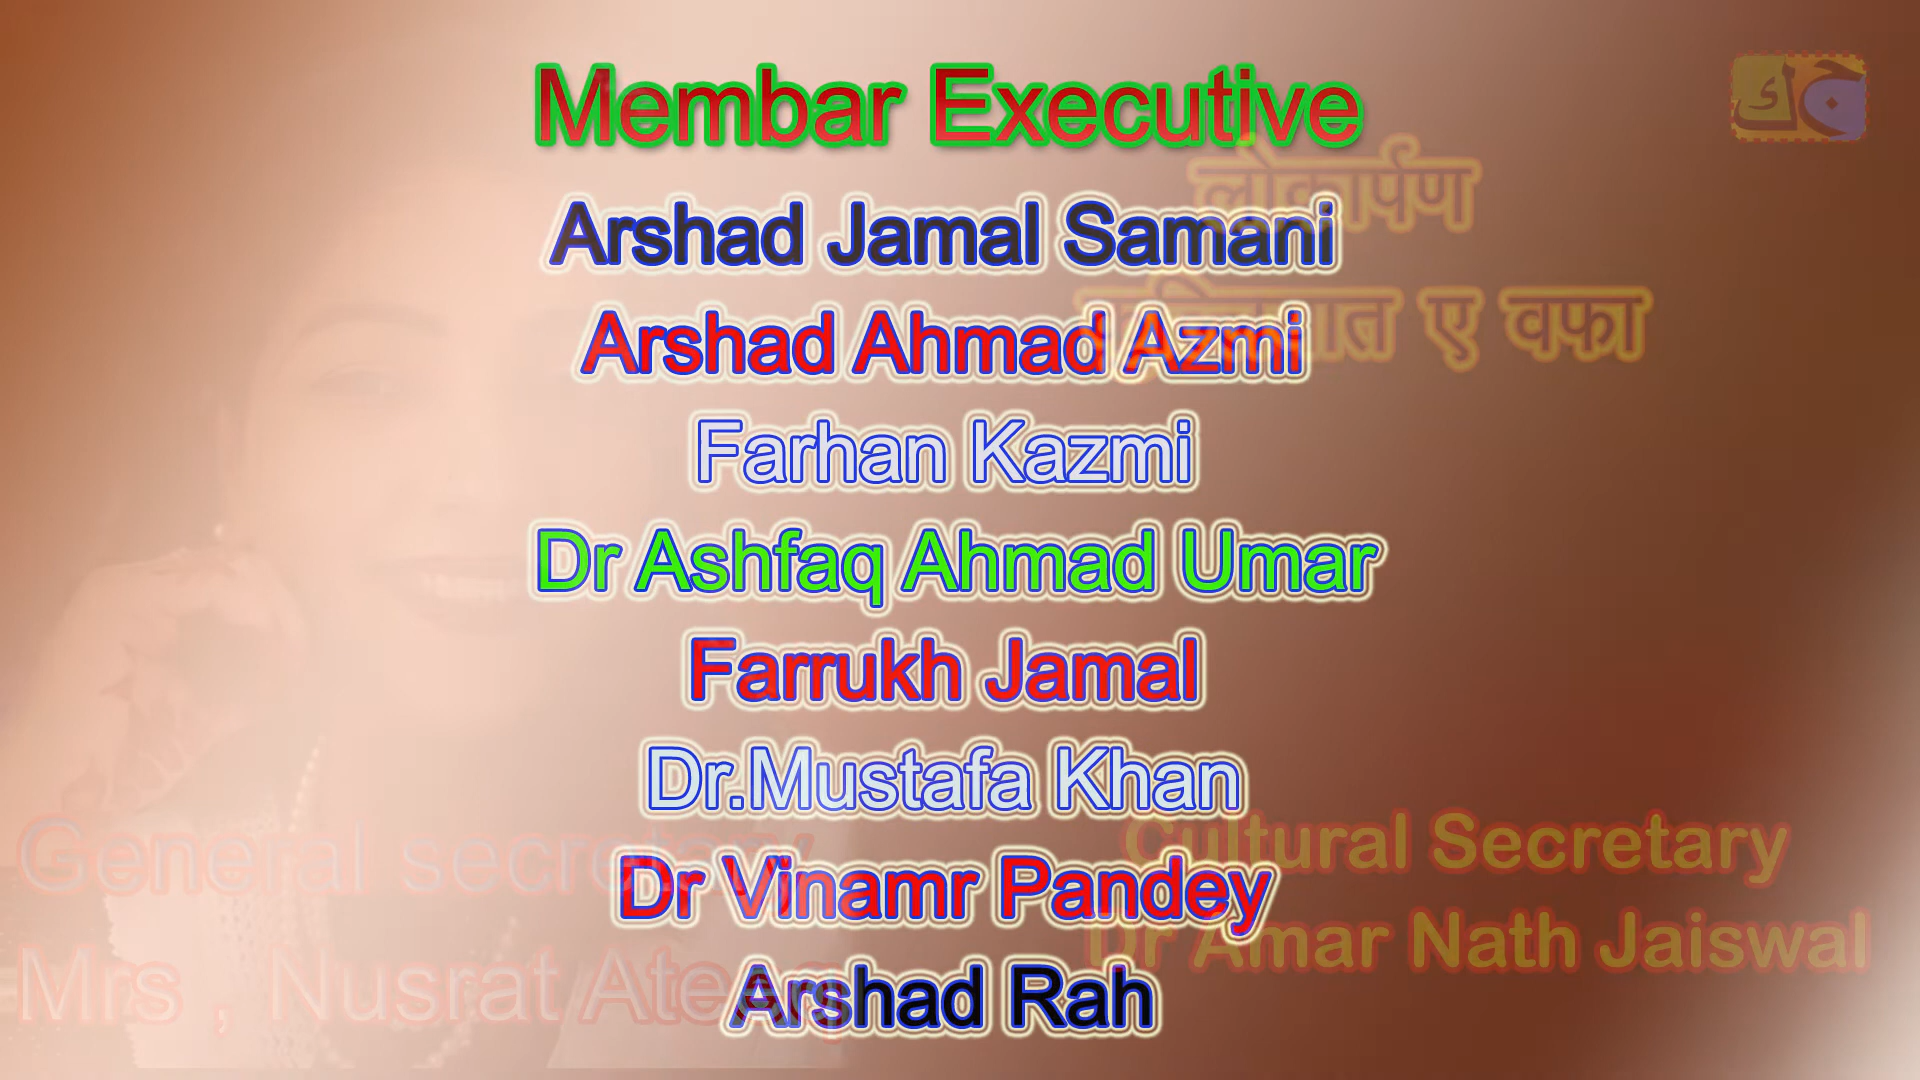 Membar Executive
लोकार्पण
Arshad Jamal Samani
ए वफा
Arshad Ahmad Azmi
Farhan Kazmi
Dr Ashfaq Ahmad Umar
Farrukh Jamal
Dr.Mustafa Khan
General secretary
Cultural Secretary
Dr Vinamr Pandey
Dr Amar Nath Jaiswal
Mrs , Nusrat Ateeq
Arshad Rah